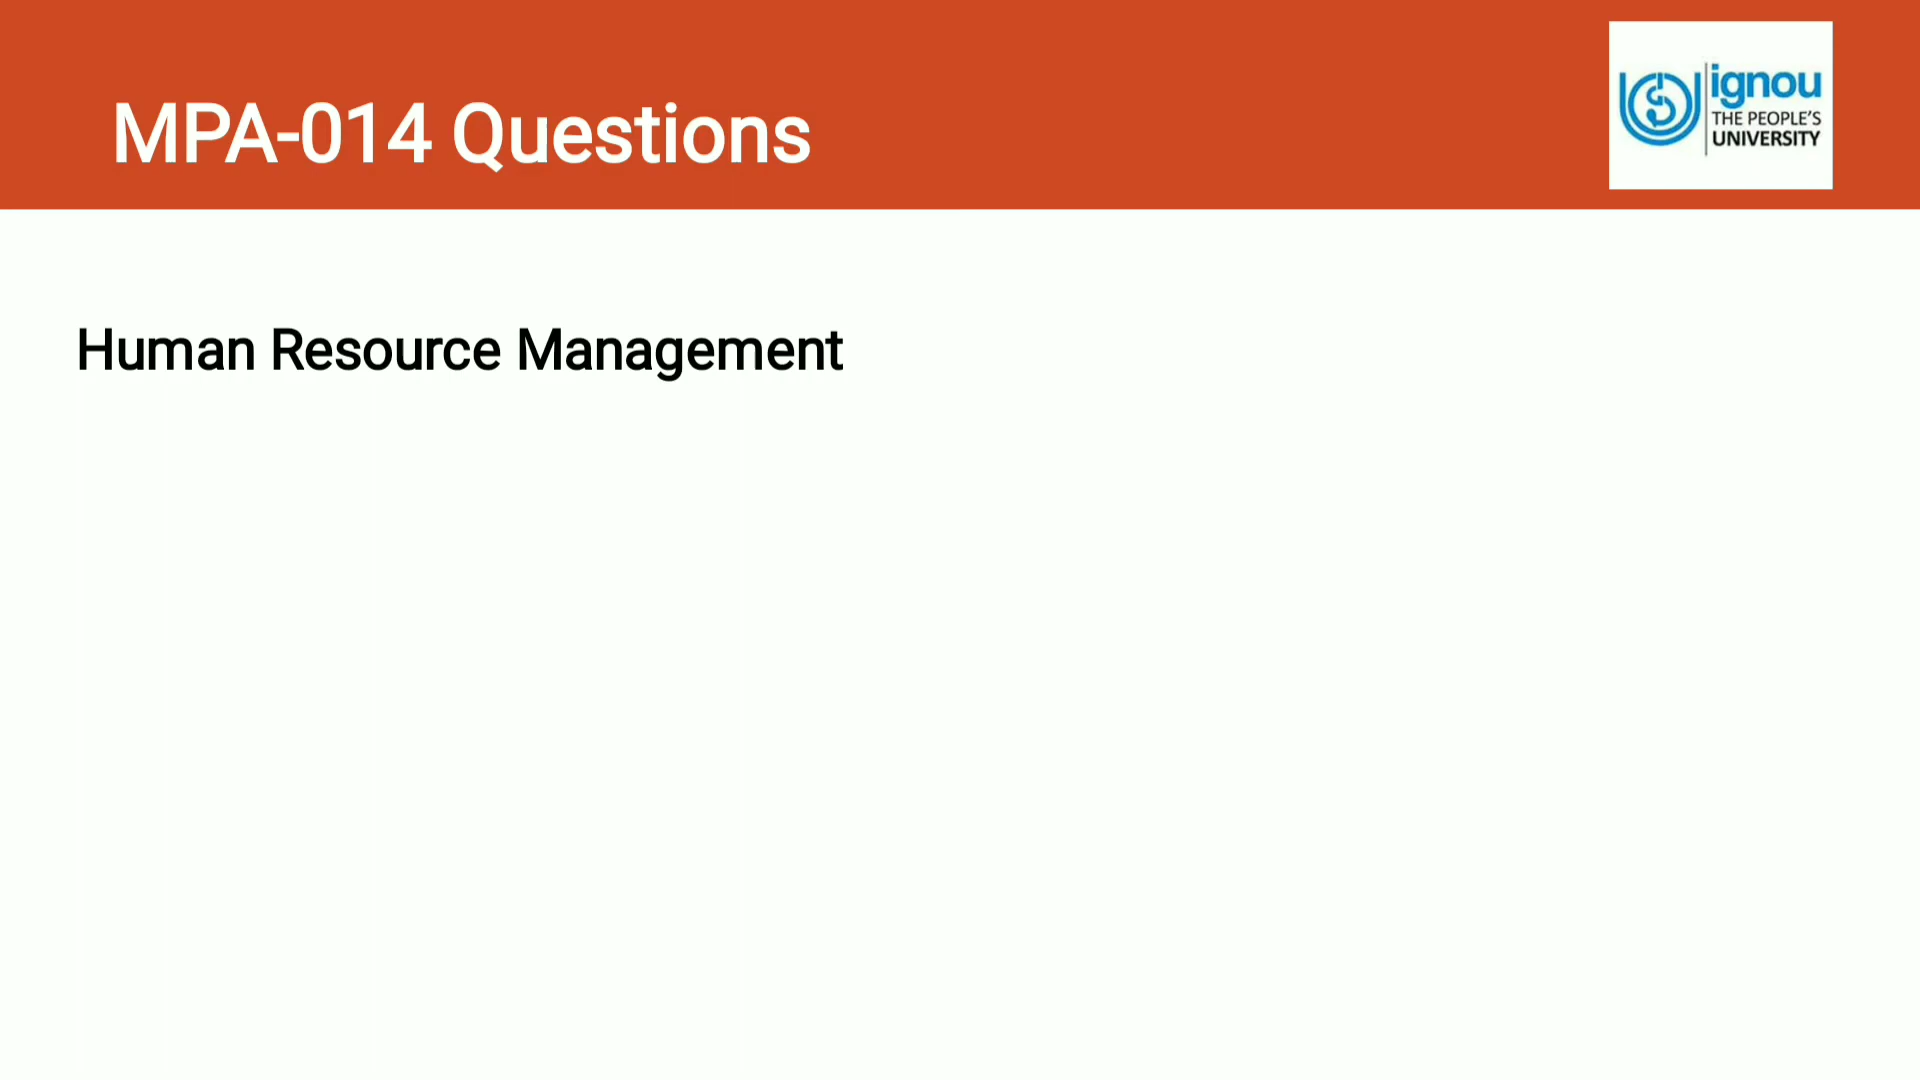 MPA-014 Questions
ignou
THE PEOPLE'S
UNIVERSITY
Human Resource Management